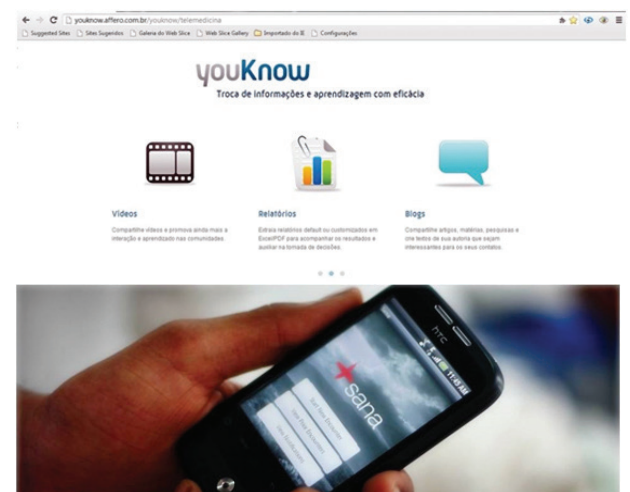 youknow.affero.com.br/youknow/telemedicina
Suggested Sites Sites Sugeridos Galeria do Web Slice Web Slice Gallery Importado do IE Configurações
youKnow
Troca de informações e aprendizagem com eficácia
Vídeos
Compartilhe vídeos e promova ainda mais a
interação e aprendizado nas comunidades.
Relatórios
Extraia relatórios default ou customizados em
Excel/PDF para acompanhar os resultados e
auxiliar na tomada de decisões.
Blogs
Compartilhe artigos, matérias, pesquisas e
crie textos de sua autoria que sejam
interessantes para os seus contatos.
hTC
11:45 AM
sana